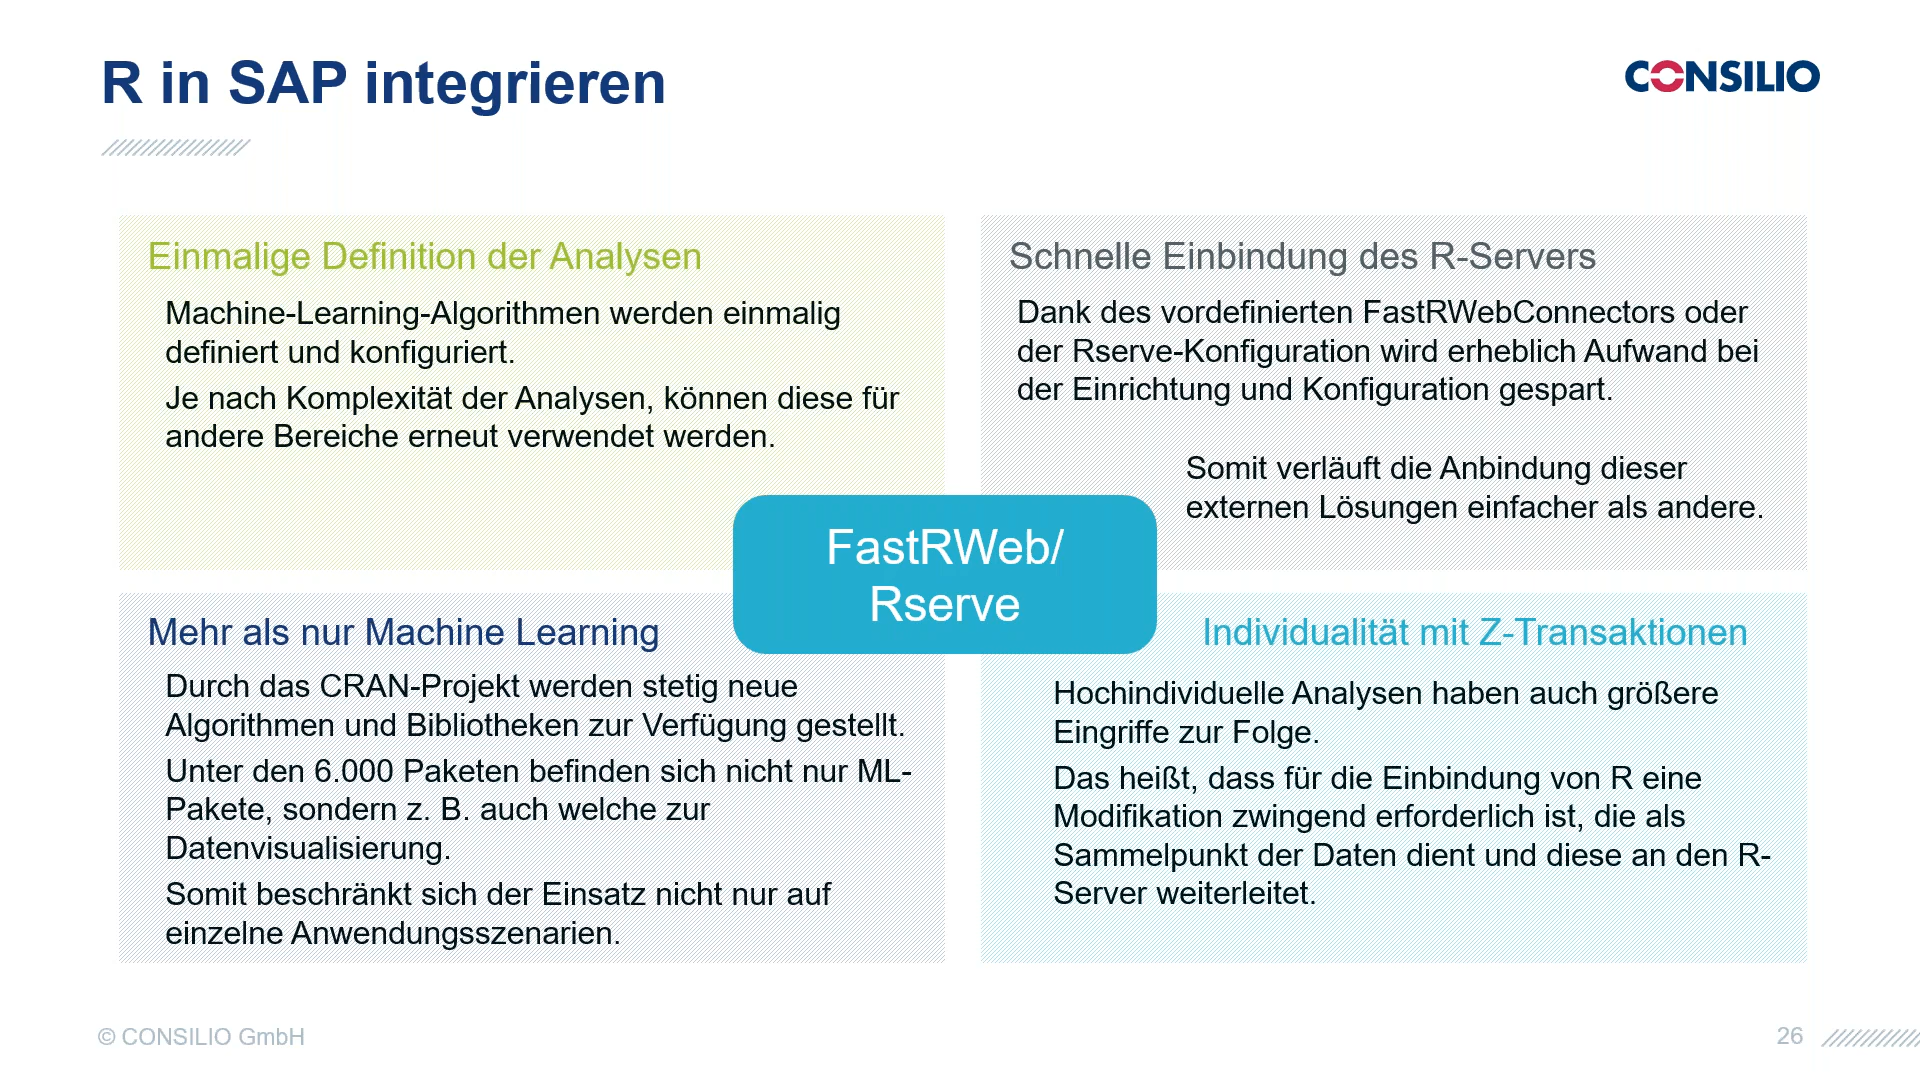 R in SAP integrieren
CONSILIO
Einmalige Definition der Analysen
Machine-Learning-Algorithmen werden einmalig
definiert und konfiguriert.
Je nach Komplexität der Analysen, können diese für
andere Bereiche erneut verwendet werden.
Schnelle Einbindung des R-Servers
Dank des vordefinierten FastRWebConnectors oder
der Rserve-Konfiguration wird erheblich Aufwand bei
der Einrichtung und Konfiguration gespart.
Somit verläuft die Anbindung dieser
externen Lösungen einfacher als andere.
FastRWeb/
Rserve
Mehr als nur Machine Learning
Durch das CRAN-Projekt werden stetig neue
Algorithmen und Bibliotheken zur Verfügung gestellt.
Unter den 6.000 Paketen befinden sich nicht nur ML-
Pakete, sondern z. B. auch welche zur
Datenvisualisierung.
Somit beschränkt sich der Einsatz nicht nur auf
einzelne Anwendungsszenarien.
Individualität mit Z-Transaktionen
Hochindividuelle Analysen haben auch größere
Eingriffe zur Folge.
Das heißt, dass für die Einbindung von R eine
Modifikation zwingend erforderlich ist, die als
Sammelpunkt der Daten dient und diese an den R-
Server weiterleitet.
© CONSILIO GmbH
26